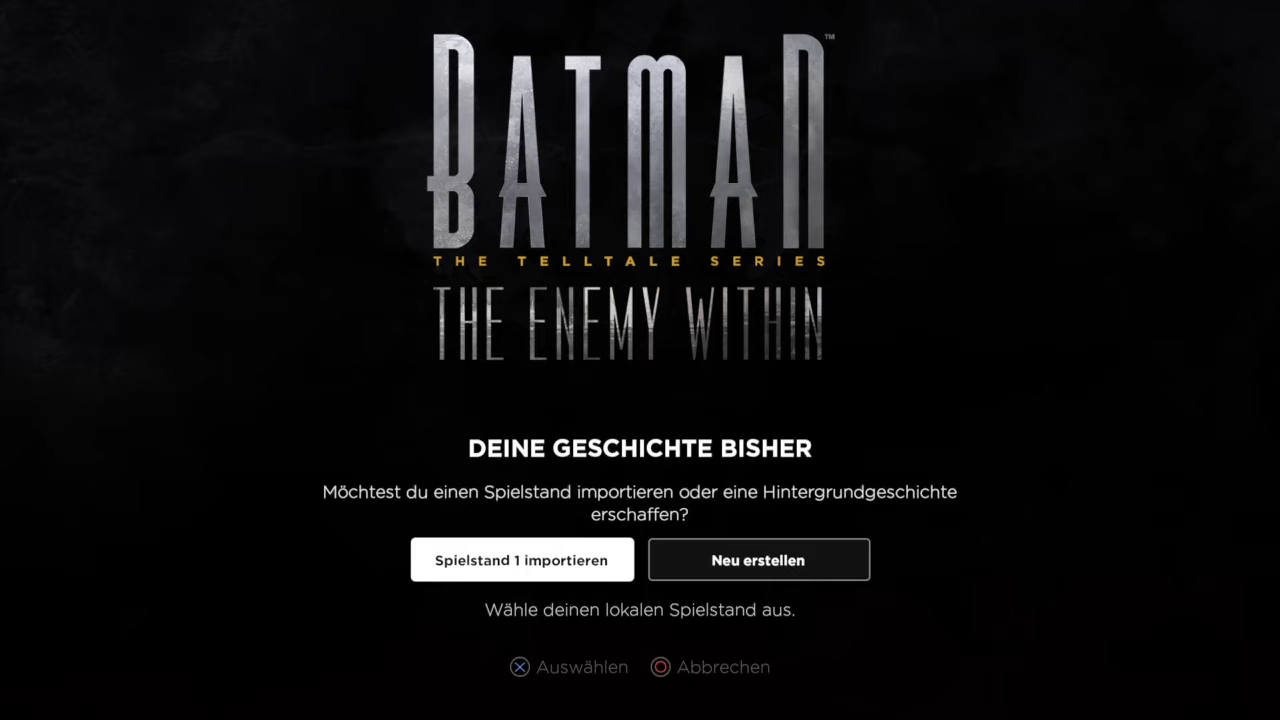 BATMAN™
THE TELLTALE SERIES
THE ENEMY WITHIN
DEINE GESCHICHTE BISHER
Möchtest du einen Spielstand importieren oder eine Hintergrundgeschichte
erschaffen?
Spielstand 1 importieren
Neu erstellen
Wähle deinen lokalen Spielstand aus.
Auswählen
Abbrechen